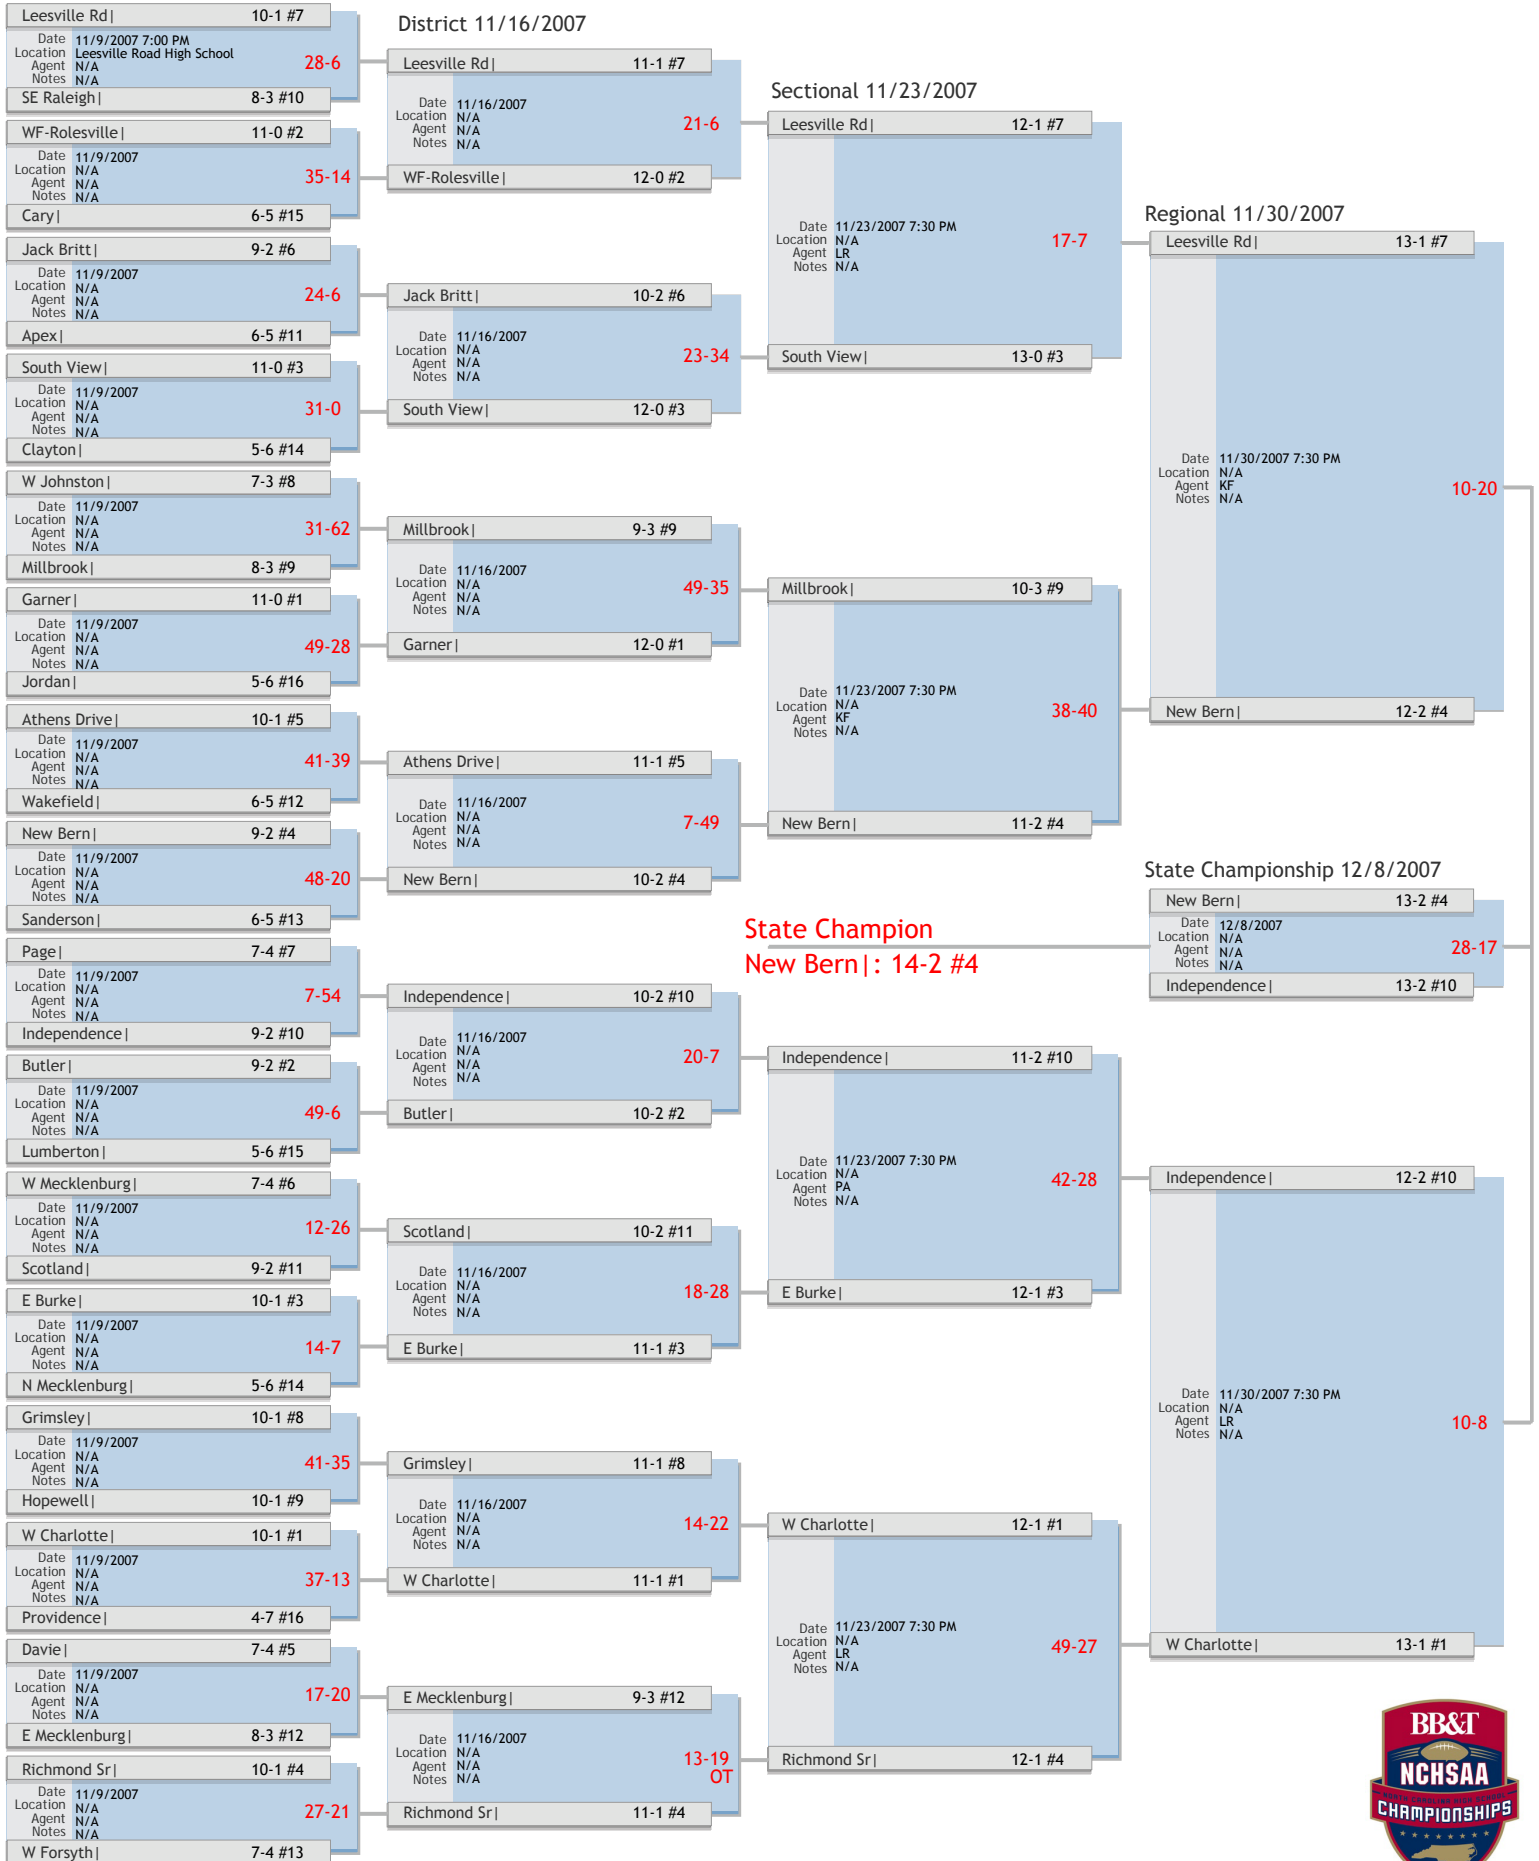 Leesville Rd| 10-1 #7
Date 11/9/2007 7:00 PM
Location Leesville Road High School
Agent N/A
Notes N/A
28-6
SE Raleigh| 8-3 #10
WF-Rolesville| 11-0 #2
Date 11/9/2007
Location N/A
Agent N/A
Notes N/A
35-14
Cary| 6-5 #15
Jack Britt| 9-2 #6
Date 11/9/2007
Location N/A
Agent N/A
Notes N/A
24-6
Apex| 6-5 #11
South View| 11-0 #3
Date 11/9/2007
Location N/A
Agent N/A
Notes N/A
31-0
Clayton| 5-6 #14
W Johnston| 7-3 #8
Date 11/9/2007
Location N/A
Agent N/A
Notes N/A
31-62
Millbrook| 8-3 #9
Garner| 11-0 #1
Date 11/9/2007
Location N/A
Agent N/A
Notes N/A
49-28
Jordan| 5-6 #16
Athens Drive| 10-1 #5
Date 11/9/2007
Location N/A
Agent N/A
Notes N/A
41-39
Wakefield| 6-5 #12
New Bern| 9-2 #4
Date 11/9/2007
Location N/A
Agent N/A
Notes N/A
48-20
Sanderson| 6-5 #13
Page| 7-4 #7
Date 11/9/2007
Location N/A
Agent N/A
Notes N/A
7-54
Independence| 9-2 #10
Butler| 9-2 #2
Date 11/9/2007
Location N/A
Agent N/A
Notes N/A
49-6
Lumberton| 5-6 #15
W Mecklenburg| 7-4 #6
Date 11/9/2007
Location N/A
Agent N/A
Notes N/A
12-26
Scotland| 9-2 #11
E Burke| 10-1 #3
Date 11/9/2007
Location N/A
Agent N/A
Notes N/A
14-7
N Mecklenburg| 5-6 #14
Grimsley| 10-1 #8
Date 11/9/2007
Location N/A
Agent N/A
Notes N/A
41-35
Hopewell| 10-1 #9
W Charlotte| 10-1 #1
Date 11/9/2007
Location N/A
Agent N/A
Notes N/A
37-13
Providence| 4-7 #16
Davie| 7-4 #5
Date 11/9/2007
Location N/A
Agent N/A
Notes N/A
17-20
E Mecklenburg| 8-3 #12
Richmond Sr| 10-1 #4
Date 11/9/2007
Location N/A
Agent N/A
Notes N/A
27-21
W Forsyth| 7-4 #13
District 11/16/2007
Leesville Rd| 11-1 #7
Date 11/16/2007
Location N/A
Agent N/A
Notes N/A
21-6
WF-Rolesville| 12-0 #2
Jack Britt| 10-2 #6
Date 11/16/2007
Location N/A
Agent N/A
Notes N/A
23-34
South View| 12-0 #3
Millbrook| 9-3 #9
Date 11/16/2007
Location N/A
Agent N/A
Notes N/A
49-35
Garner| 12-0 #1
Athens Drive| 11-1 #5
Date 11/16/2007
Location N/A
Agent N/A
Notes N/A
7-49
New Bern| 10-2 #4
Independence| 10-2 #10
Date 11/16/2007
Location N/A
Agent N/A
Notes N/A
20-7
Butler| 10-2 #2
Scotland| 10-2 #11
Date 11/16/2007
Location N/A
Agent N/A
Notes N/A
18-28
E Burke| 11-1 #3
Grimsley| 11-1 #8
Date 11/16/2007
Location N/A
Agent N/A
Notes N/A
14-22
W Charlotte| 11-1 #1
E Mecklenburg| 9-3 #12
Date 11/16/2007
Location N/A
Agent N/A
Notes N/A
13-19
OT
Richmond Sr| 11-1 #4
Sectional 11/23/2007
Leesville Rd| 12-1 #7
Date 11/23/2007 7:30 PM
Location N/A
Agent LR
Notes N/A
17-7
South View| 13-0 #3
Millbrook| 10-3 #9
Date 11/23/2007 7:30 PM
Location N/A
Agent KF
Notes N/A
38-40
New Bern| 11-2 #4
State Champion
New Bern|: 14-2 #4
Independence| 11-2 #10
Date 11/23/2007 7:30 PM
Location N/A
Agent PA
Notes N/A
42-28
E Burke| 12-1 #3
W Charlotte| 12-1 #1
Date 11/23/2007 7:30 PM
Location N/A
Agent LR
Notes N/A
49-27
Richmond Sr| 12-1 #4
Regional 11/30/2007
Leesville Rd| 13-1 #7
Date 11/30/2007 7:30 PM
Location N/A
Agent KF
Notes N/A
10-20
New Bern| 12-2 #4
State Championship 12/8/2007
New Bern| 13-2 #4
Date 12/8/2007
Location N/A
Agent N/A
Notes N/A
28-17
Independence| 13-2 #10
Independence| 12-2 #10
Date 11/30/2007 7:30 PM
Location N/A
Agent LR
Notes N/A
10-8
W Charlotte| 13-1 #1
BB&T
NCHSAA
NORTH CAROLINA HIGH SCHOOL
CHAMPIONSHIPS